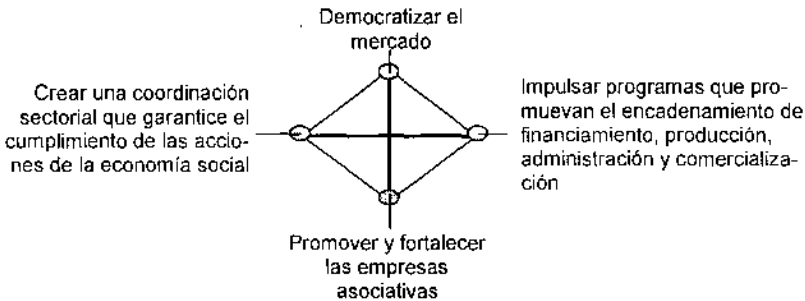 Democratizar el
mercado
Crear una coordinación
sectorial que garantice el
cumplimiento de las accio-
nes de la economía social
Impulsar programas que pro-
muevan el encadenamiento de
financiamiento, producción,
administración y comercializa-
ción
Promover y fortalecer
las empresas
asociativas